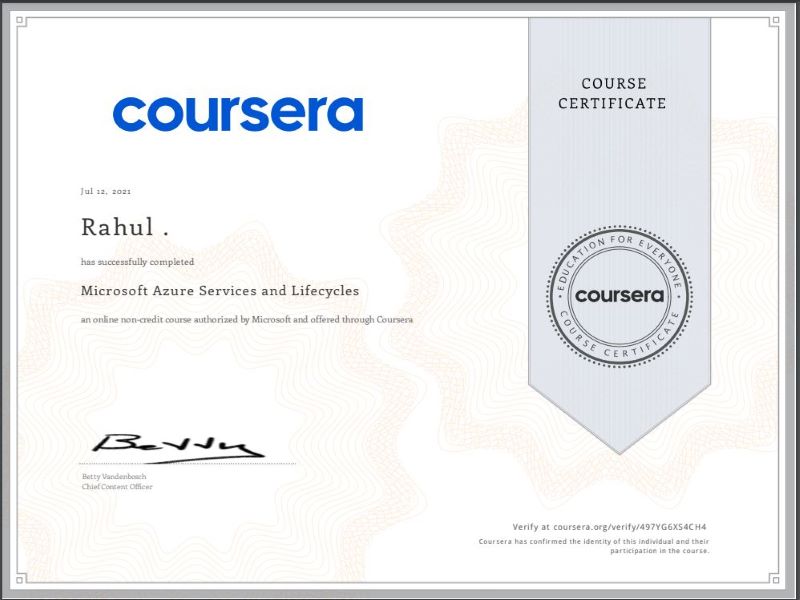 coursera
COURSE
CERTIFICATE
Jul 12, 2021
Rahul .
has successfully completed
Microsoft Azure Services and Lifecycles
an online non-credit course authorized by Microsoft and offered through Coursera
EDUCATION FOR EVERYONE
coursera
COURSE CERTIFICATE
Betty
Betty Vandenbosch
Chief Content Officer
Verify at coursera.org/verify/497YG6XS4CH4
Coursera has confirmed the identity of this individual and their
participation in the course.